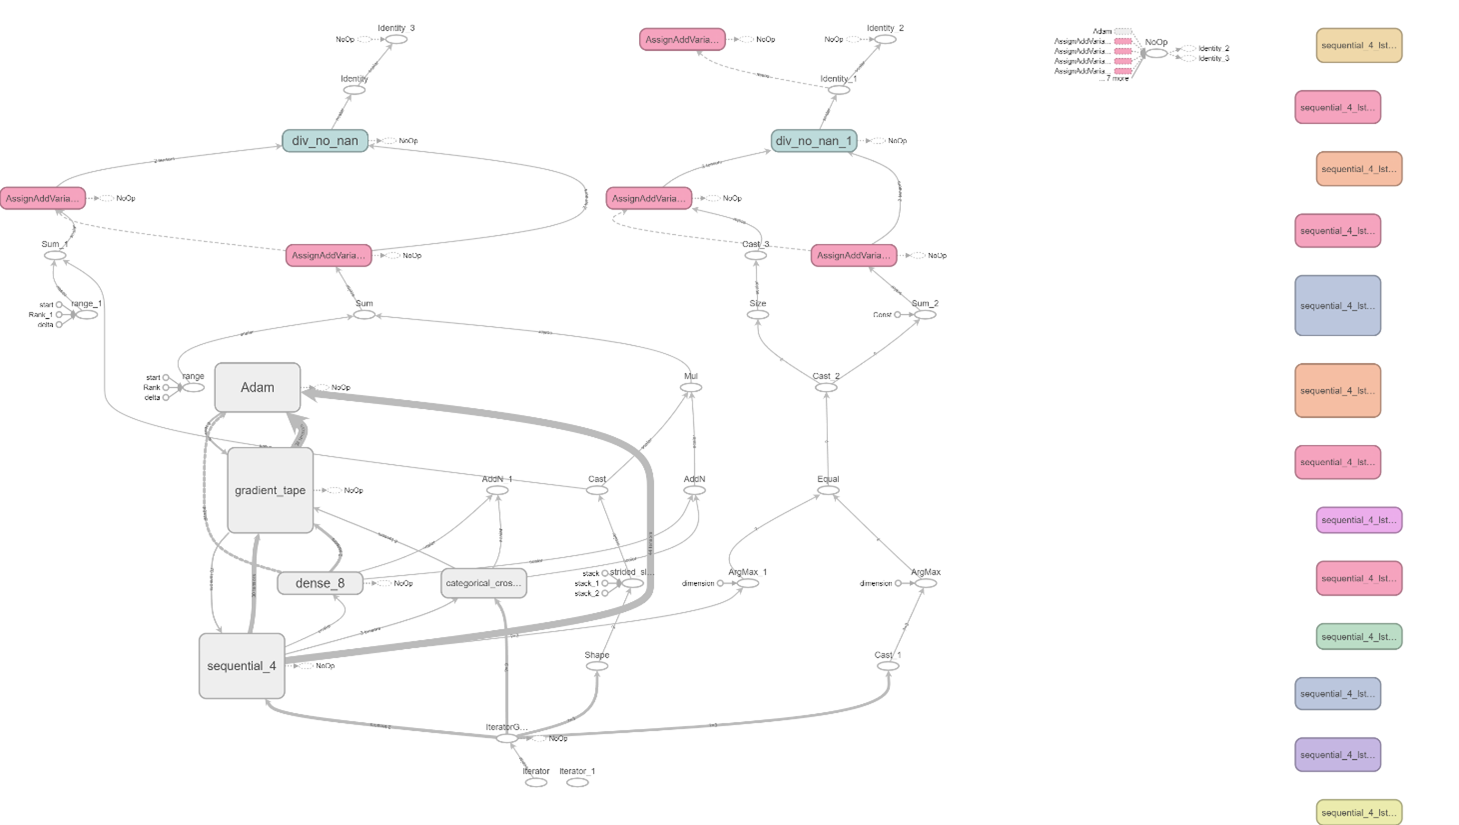 Identity_3
NoOp
Identity
div_no_nan
NoOp
AssignAddVaria...
NoOp
Sum_1
AssignAddVaria...
NoOp
start
range_1
Rank_1
delta
Sum
start
range
Rank
delta
Adam
NoOp
gradient_tape
NoOp
dense_8
NoOp
categorical_cros...
sequential_4
NoOp
AddN_1
Cast
AddN
Mul
stack
strided_sl...
stack_1
stack_2
Shape
IteratorG...
NoOp
Iterator
Iterator_1
AssignAddVaria...
NoOp
Identity_2
NoOp
Identity_1
div_no_nan_1
NoOp
AssignAddVaria...
NoOp
Cast_3
AssignAddVaria...
NoOp
Size
Sum_2
Const
Cast_2
Equal
ArgMax_1
dimension
ArgMax
dimension
Cast_1
Adam
AssignAddVaria...
AssignAddVaria...
AssignAddVaria...
AssignAddVaria...
... 7 more
NoOp
Identity_2
Identity_3
sequential_4_lst...
sequential_4_lst...
sequential_4_lst...
sequential_4_lst...
sequential_4_lst...
sequential_4_lst...
sequential_4_lst...
sequential_4_lst...
sequential_4_lst...
sequential_4_lst...
sequential_4_lst...
sequential_4_lst...
sequential_4_lst...